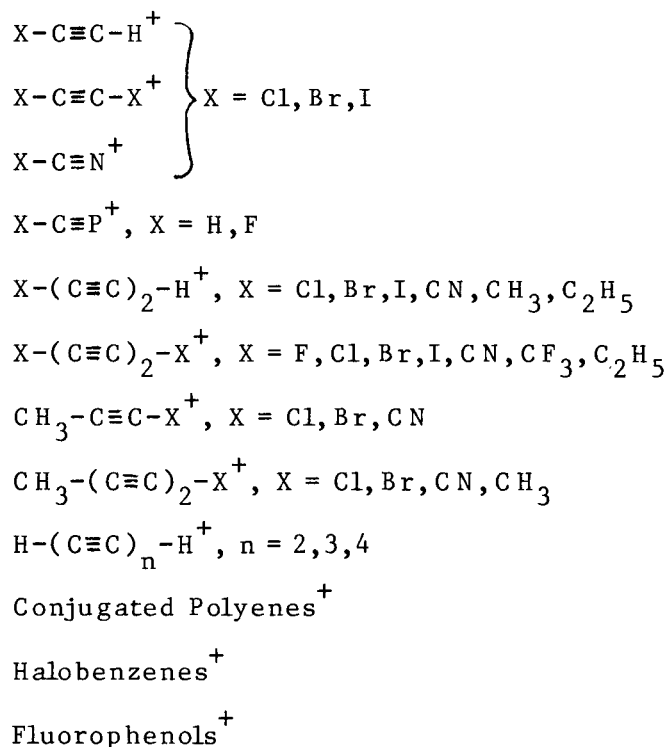 X-C≡C-H⁺
X-C≡C-X⁺ } X = Cl,Br,I
X-C≡N⁺
X-C≡P⁺, X = H,F
X-(C≡C)₂-H⁺, X = Cl,Br,I,CN,CH₃,C₂H₅
X-(C≡C)₂-X⁺, X = F,Cl,Br,I,CN,CF₃,C₂H₅
CH₃-C≡C-X⁺, X = Cl,Br,CN
CH₃-(C≡C)₂-X⁺, X = Cl,Br,CN,CH₃
H-(C≡C)ₙ-H⁺, n = 2,3,4
Conjugated Polyenes⁺
Halobenzenes⁺
Fluorophenols⁺